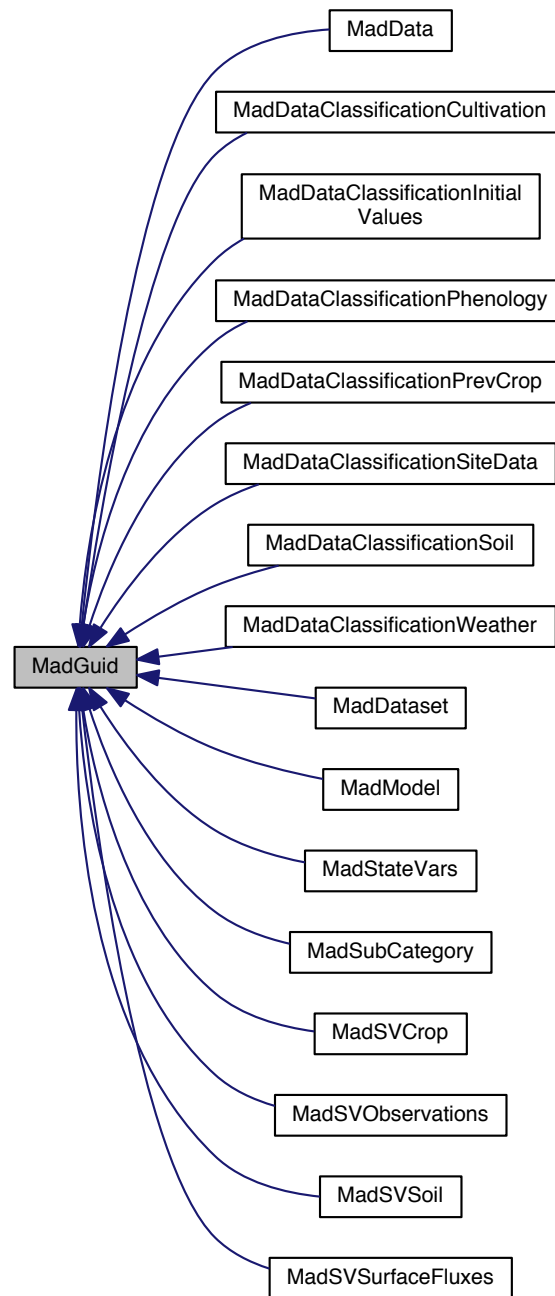 MadData
MadDataClassificationCultivation
MadDataClassificationInitial
Values
MadDataClassificationPhenology
MadDataClassificationPrevCrop
MadDataClassificationSiteData
MadDataClassificationSoil
MadDataClassificationWeather
MadGuid
MadDataset
MadModel
MadStateVars
MadSubCategory
MadSVCrop
MadSVObservations
MadSVSoil
MadSVSurfaceFluxes